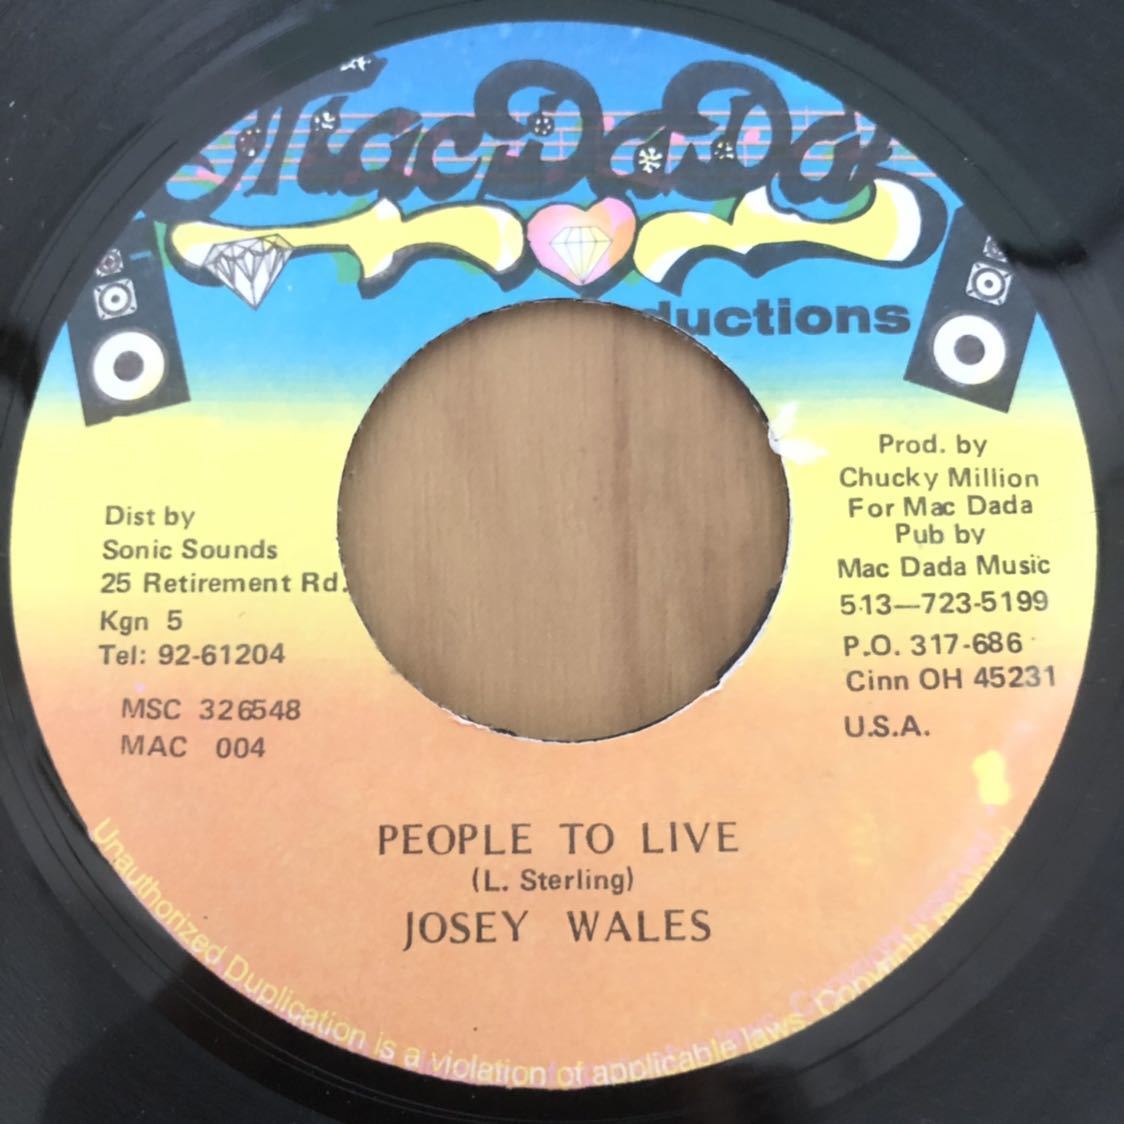 MacDaDa
ductions
Dist by
Sonic Sounds
25 Retirement Rd.
Kgn 5
Tel: 92-61204
MSC 326548
MAC 004
Prod. by
Chucky Million
For Mac Dada
Pub by
Mac Dada Music
513—723-5199
P.O. 317-686
Cinn OH 45231
U.S.A.
PEOPLE TO LIVE
(L. Sterling)
JOSEY WALES
Unauthorized Duplication is a violation of applicable laws. Copyright